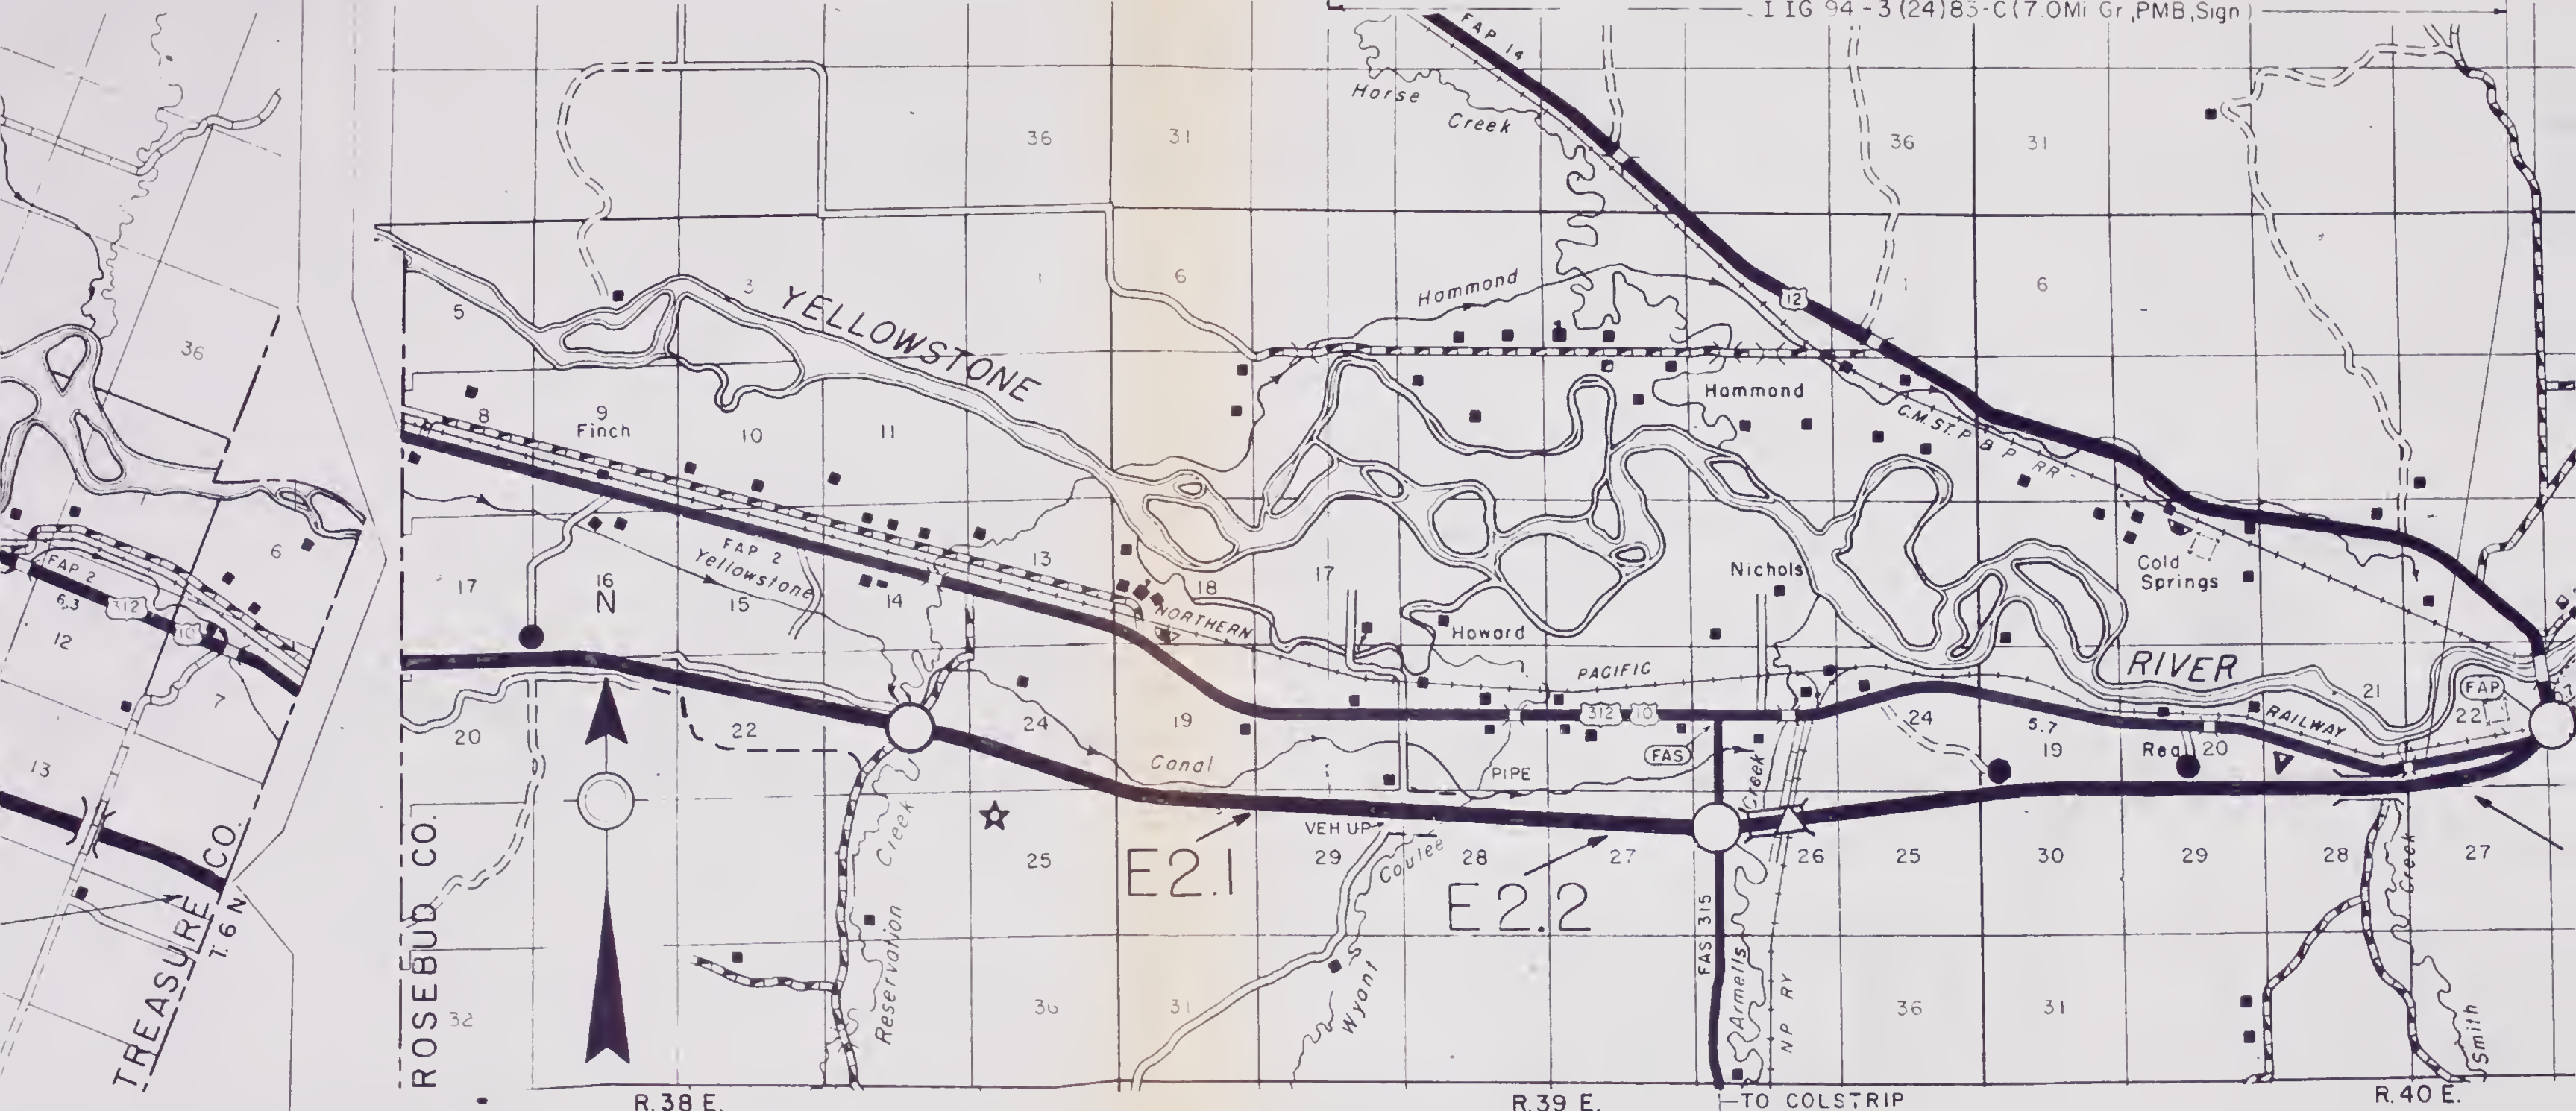 I IG 94-3(24)83-C(7.0Mi Gr,PMB,Sign)
FAP 14
Horse
Creek
36
31
36
31
36
5
3
YELLOWSTONE
1
6
Hammond
12
1
6
8
9
Finch
10
11
Hammond
C.M.ST.P & P RR
6
FAP 2
6.3
312
10
12
17
16
N
FAP 2
Yellowstone
15
14
13
18
NORTHERN
17
Howard
Nichols
Cold
Springs
PACIFIC
RIVER
7
13
20
22
24
19
Canal
312
10
FAS
PIPE
Creek
24
5.7
19
20
RAILWAY
21
FAP
22
TREASURE CO.
T. 6 N.
ROSEBUD CO.
32
Reservation Creek
25
30
E2.1
31
VEH UP
29
Coulee
28
E2.2
27
Wyant
FAS 315
Armells
NP RY
26
25
36
30
31
29
28
Creek
27
Smith
R.38 E.
R.39 E.
TO COLSTRIP
R.40 E.